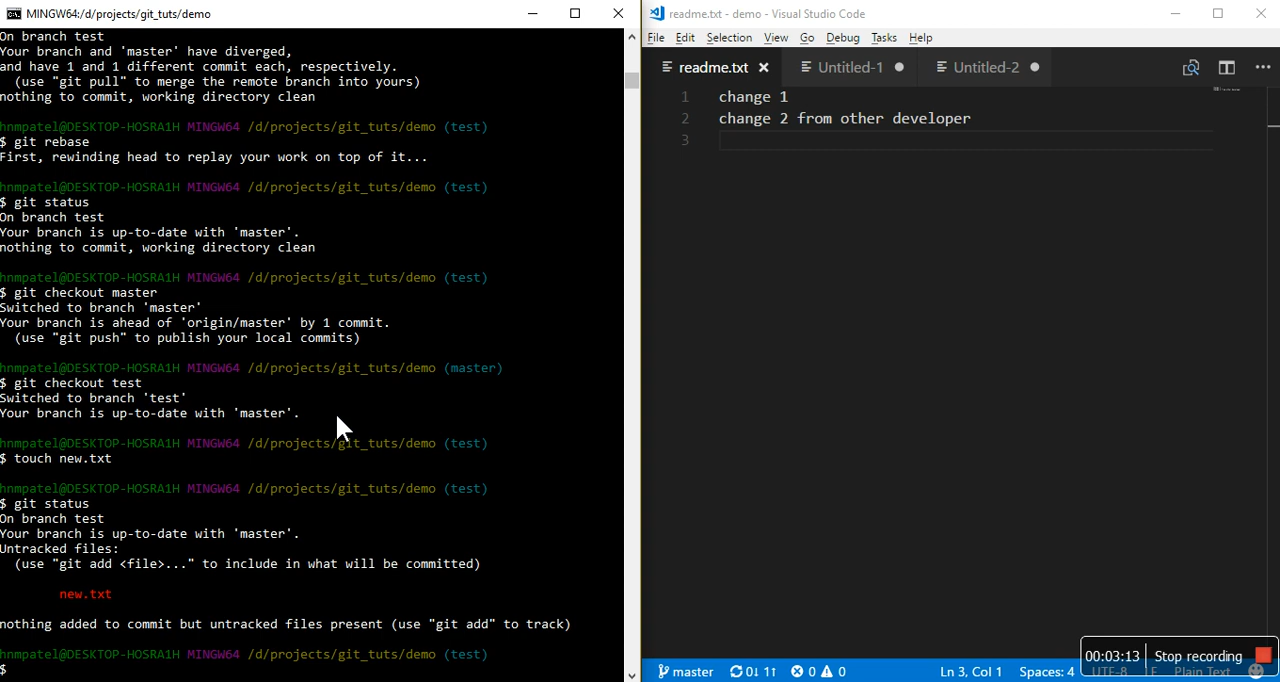 MINGW64:/d/projects/git_tuts/demo
On branch test
Your branch and 'master' have diverged,
and have 1 and 1 different commit each, respectively.
(use "git pull" to merge the remote branch into yours)
nothing to commit, working directory clean
hnmpatel@DESKTOP-HOSRA1H MINGW64 /d/projects/git_tuts/demo (test)
$ git rebase
First, rewinding head to replay your work on top of it...
hnmpatel@DESKTOP-HOSRA1H MINGW64 /d/projects/git_tuts/demo (test)
$ git status
On branch test
Your branch is up-to-date with 'master'.
nothing to commit, working directory clean
hnmpatel@DESKTOP-HOSRA1H MINGW64 /d/projects/git_tuts/demo (test)
$ git checkout master
Switched to branch 'master'
Your branch is ahead of 'origin/master' by 1 commit.
(use "git push" to publish your local commits)
hnmpatel@DESKTOP-HOSRA1H MINGW64 /d/projects/git_tuts/demo (master)
$ git checkout test
Switched to branch 'test'
Your branch is up-to-date with 'master'.
hnmpatel@DESKTOP-HOSRA1H MINGW64 /d/projects/git_tuts/demo (test)
$ touch new.txt
hnmpatel@DESKTOP-HOSRA1H MINGW64 /d/projects/git_tuts/demo (test)
$ git status
On branch test
Your branch is up-to-date with 'master'.
Untracked files:
(use "git add <file>..." to include in what will be committed)
new.txt
nothing added to commit but untracked files present (use "git add" to track)
hnmpatel@DESKTOP-HOSRA1H MINGW64 /d/projects/git_tuts/demo (test)
$
readme.txt - demo - Visual Studio Code
File Edit Selection View Go Debug Tasks Help
readme.txt Untitled-1 Untitled-2
1 change 1
2 change 2 from other developer
3
00:03:13 Stop recording
master 0↓ 1↑ 0 0 Ln 3, Col 1 Spaces: 4 UTF-8 LF Plain Text